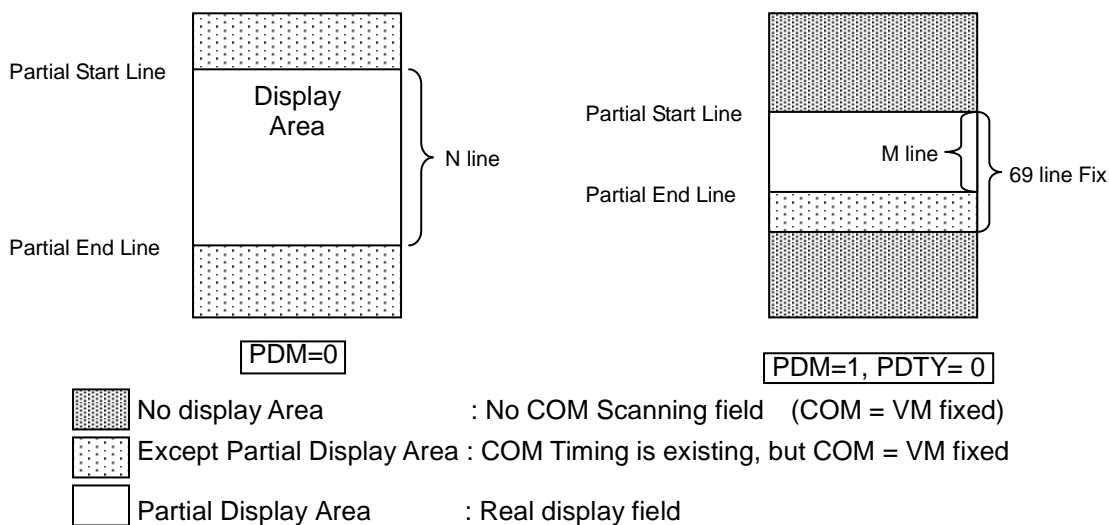 Partial Start Line
Display
Area
N line
Partial End Line
PDM=0
Partial Start Line
M line
69 line Fix
Partial End Line
PDM=1, PDTY= 0
No display Area : No COM Scanning field (COM = VM fixed)
Except Partial Display Area : COM Timing is existing, but COM = VM fixed
Partial Display Area : Real display field